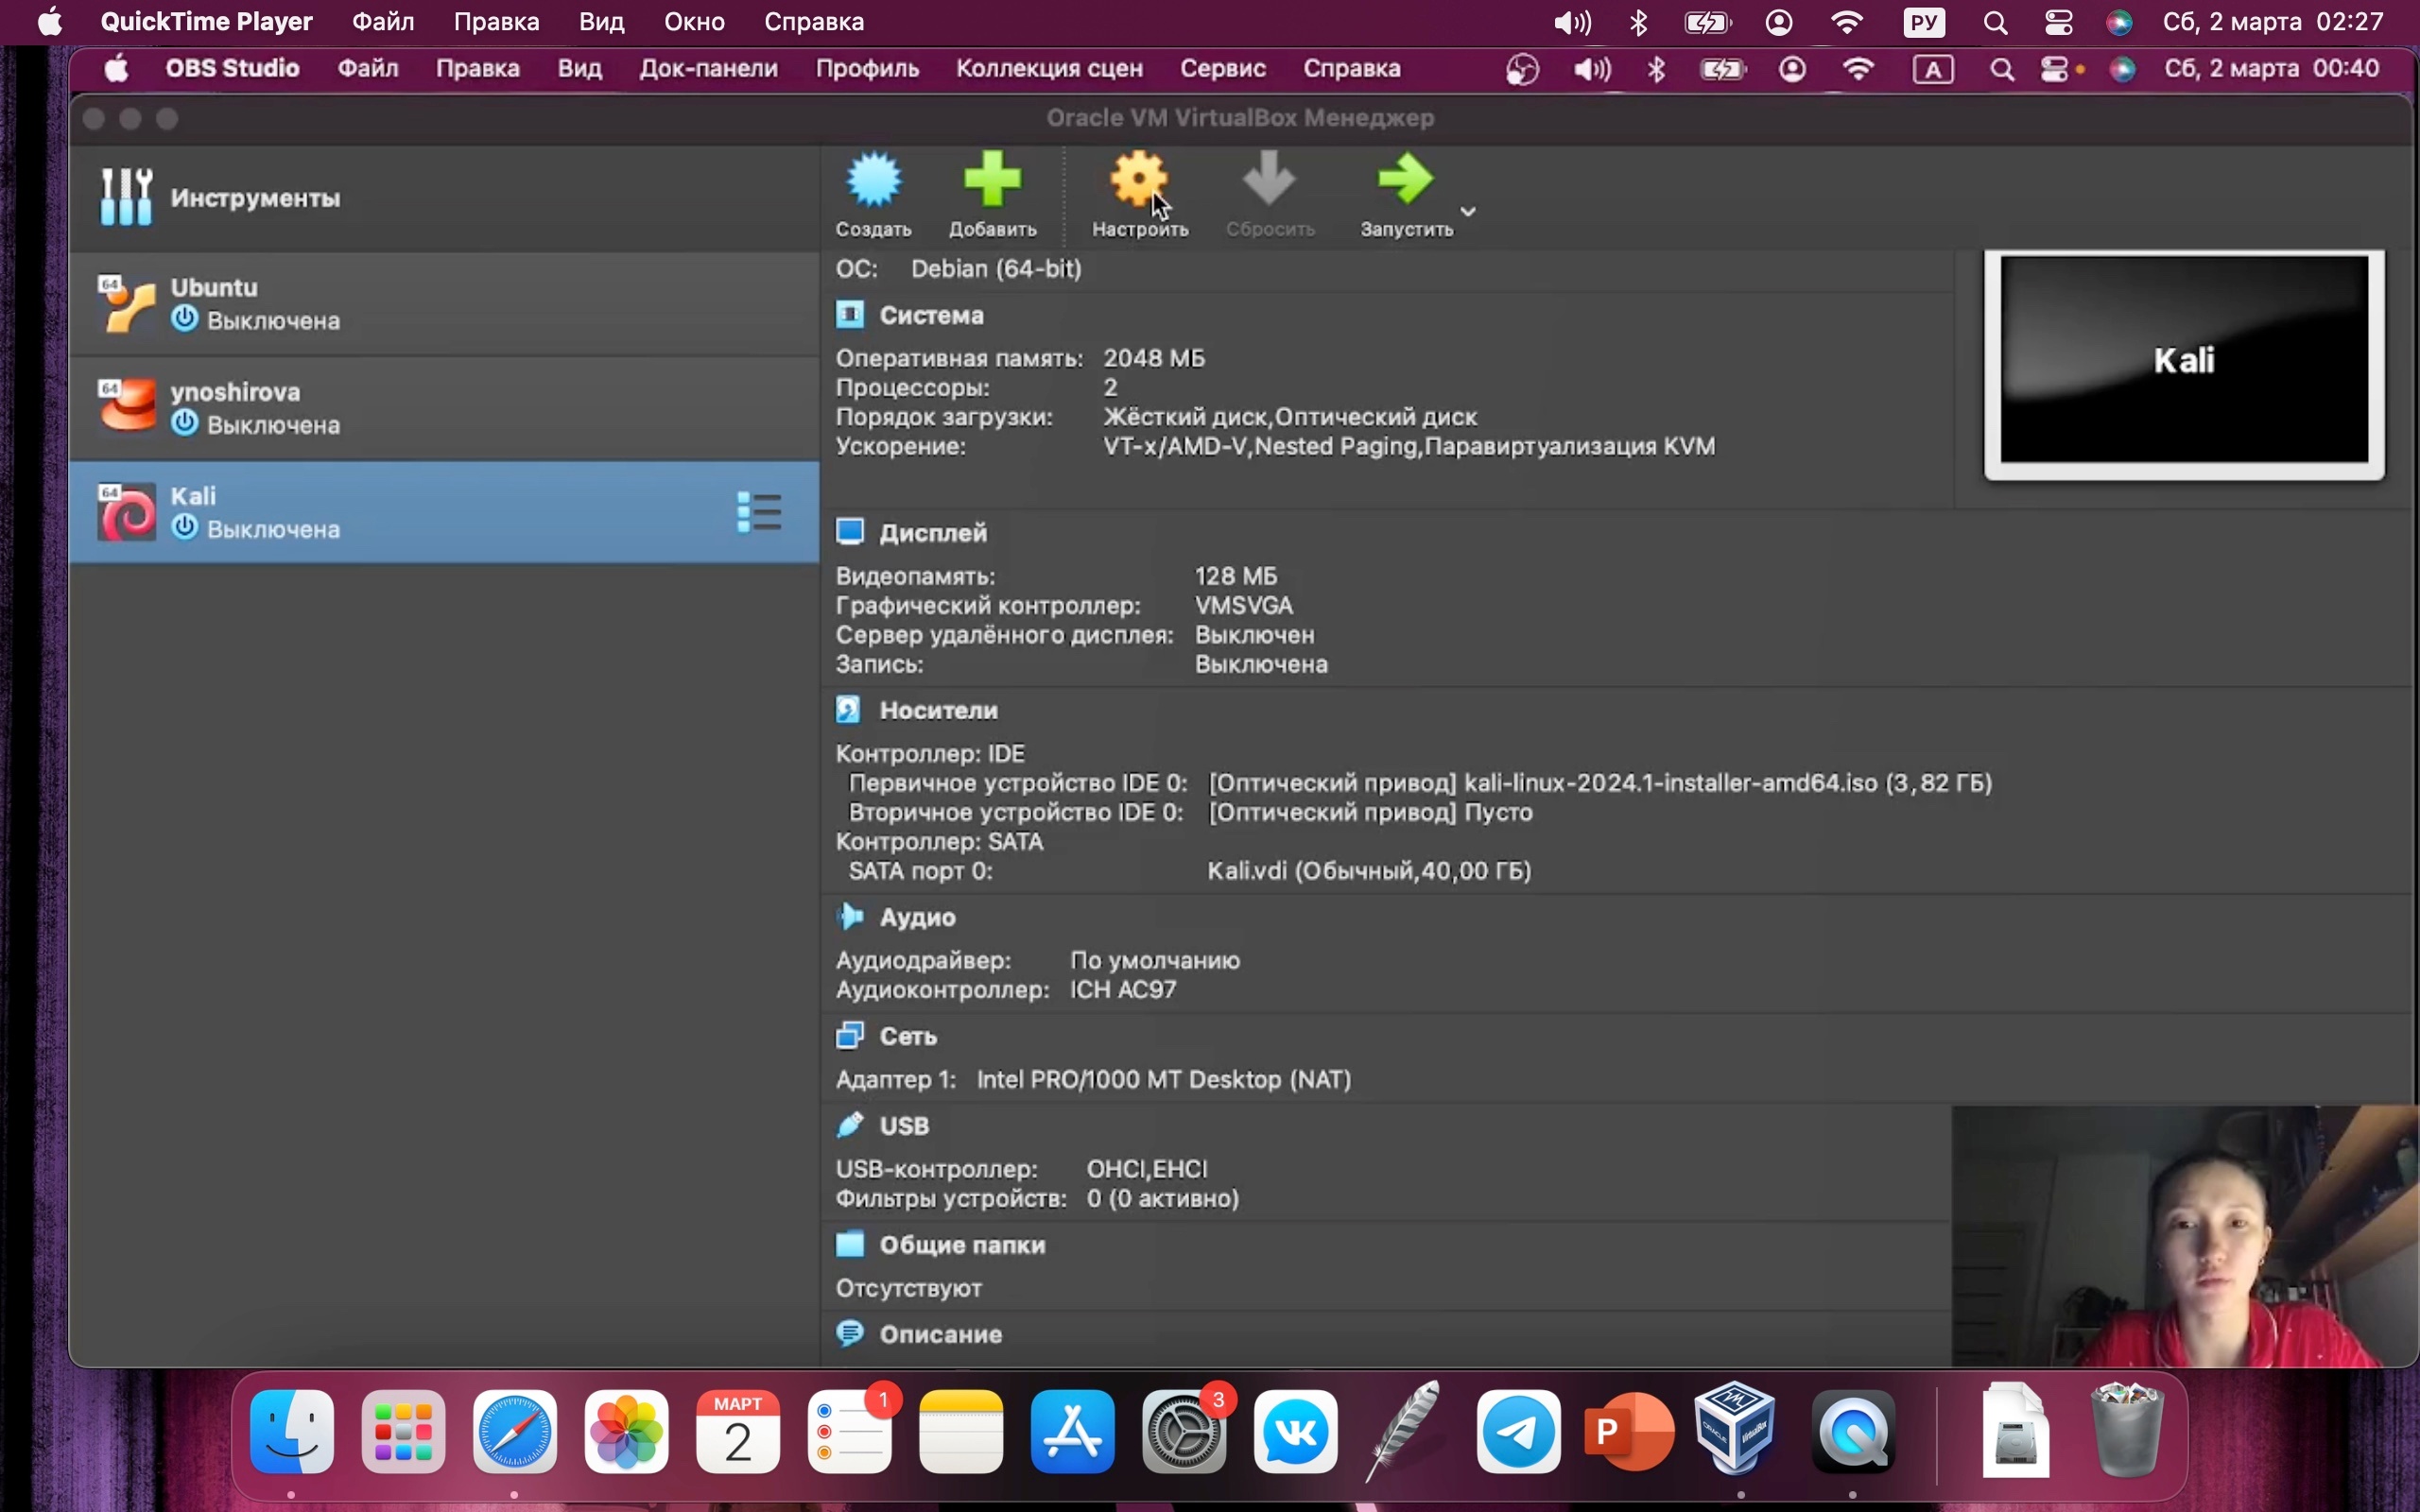 QuickTime Player Файл Правка Вид Окно Справка РУ Сб, 2 марта 02:27
OBS Studio Файл Правка Вид Док-панели Профиль Коллекция сцен Сервис Справка A Сб, 2 марта 00:40
Oracle VM VirtualBox Менеджер
Инструменты
64 Ubuntu
Выключена
64 ynoshirova
Выключена
64 Kali
Выключена
Создать Добавить Настроить Сбросить Запустить
ОС: Debian (64-bit)
Система
Оперативная память: 2048 МБ
Процессоры: 2
Порядок загрузки: Жёсткий диск,Оптический диск
Ускорение: VT-x/AMD-V,Nested Paging,Паравиртуализация KVM
Kali
Дисплей
Видеопамять: 128 МБ
Графический контроллер: VMSVGA
Сервер удалённого дисплея: Выключен
Запись: Выключена
Носители
Контроллер: IDE
Первичное устройство IDE 0: [Оптический привод] kali-linux-2024.1-installer-amd64.iso (3,82 ГБ)
Вторичное устройство IDE 0: [Оптический привод] Пусто
Контроллер: SATA
SATA порт 0: Kali.vdi (Обычный,40,00 ГБ)
Аудио
Аудиодрайвер: По умолчанию
Аудиоконтроллер: ICH AC97
Сеть
Адаптер 1: Intel PRO/1000 MT Desktop (NAT)
USB
USB-контроллер: OHCI,EHCI
Фильтры устройств: 0 (0 активно)
Общие папки
Отсутствуют
Описание
МАРТ
2
1
3
P
ORACLE
VirtualBox